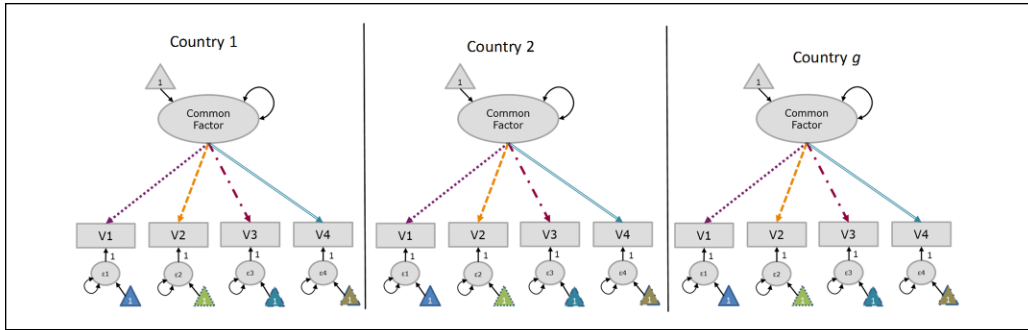 Country 1
Country 2
Country g
1
1
1
Common
Factor
Common
Factor
Common
Factor
V1 V2 V3 V4
V1 V2 V3 V4
V1 V2 V3 V4
1 1 1 1
1 1 1 1
1 1 1 1
ε1 ε2 ε3 ε4
ε1 ε2 ε3 ε4
ε1 ε2 ε3 ε4
1 1 1 1
1 1 1 1
1 1 1 1